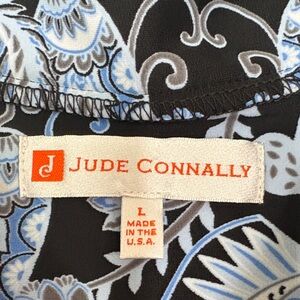 JC JUDE CONNALLY
L
MADE
IN THE
U.S.A.